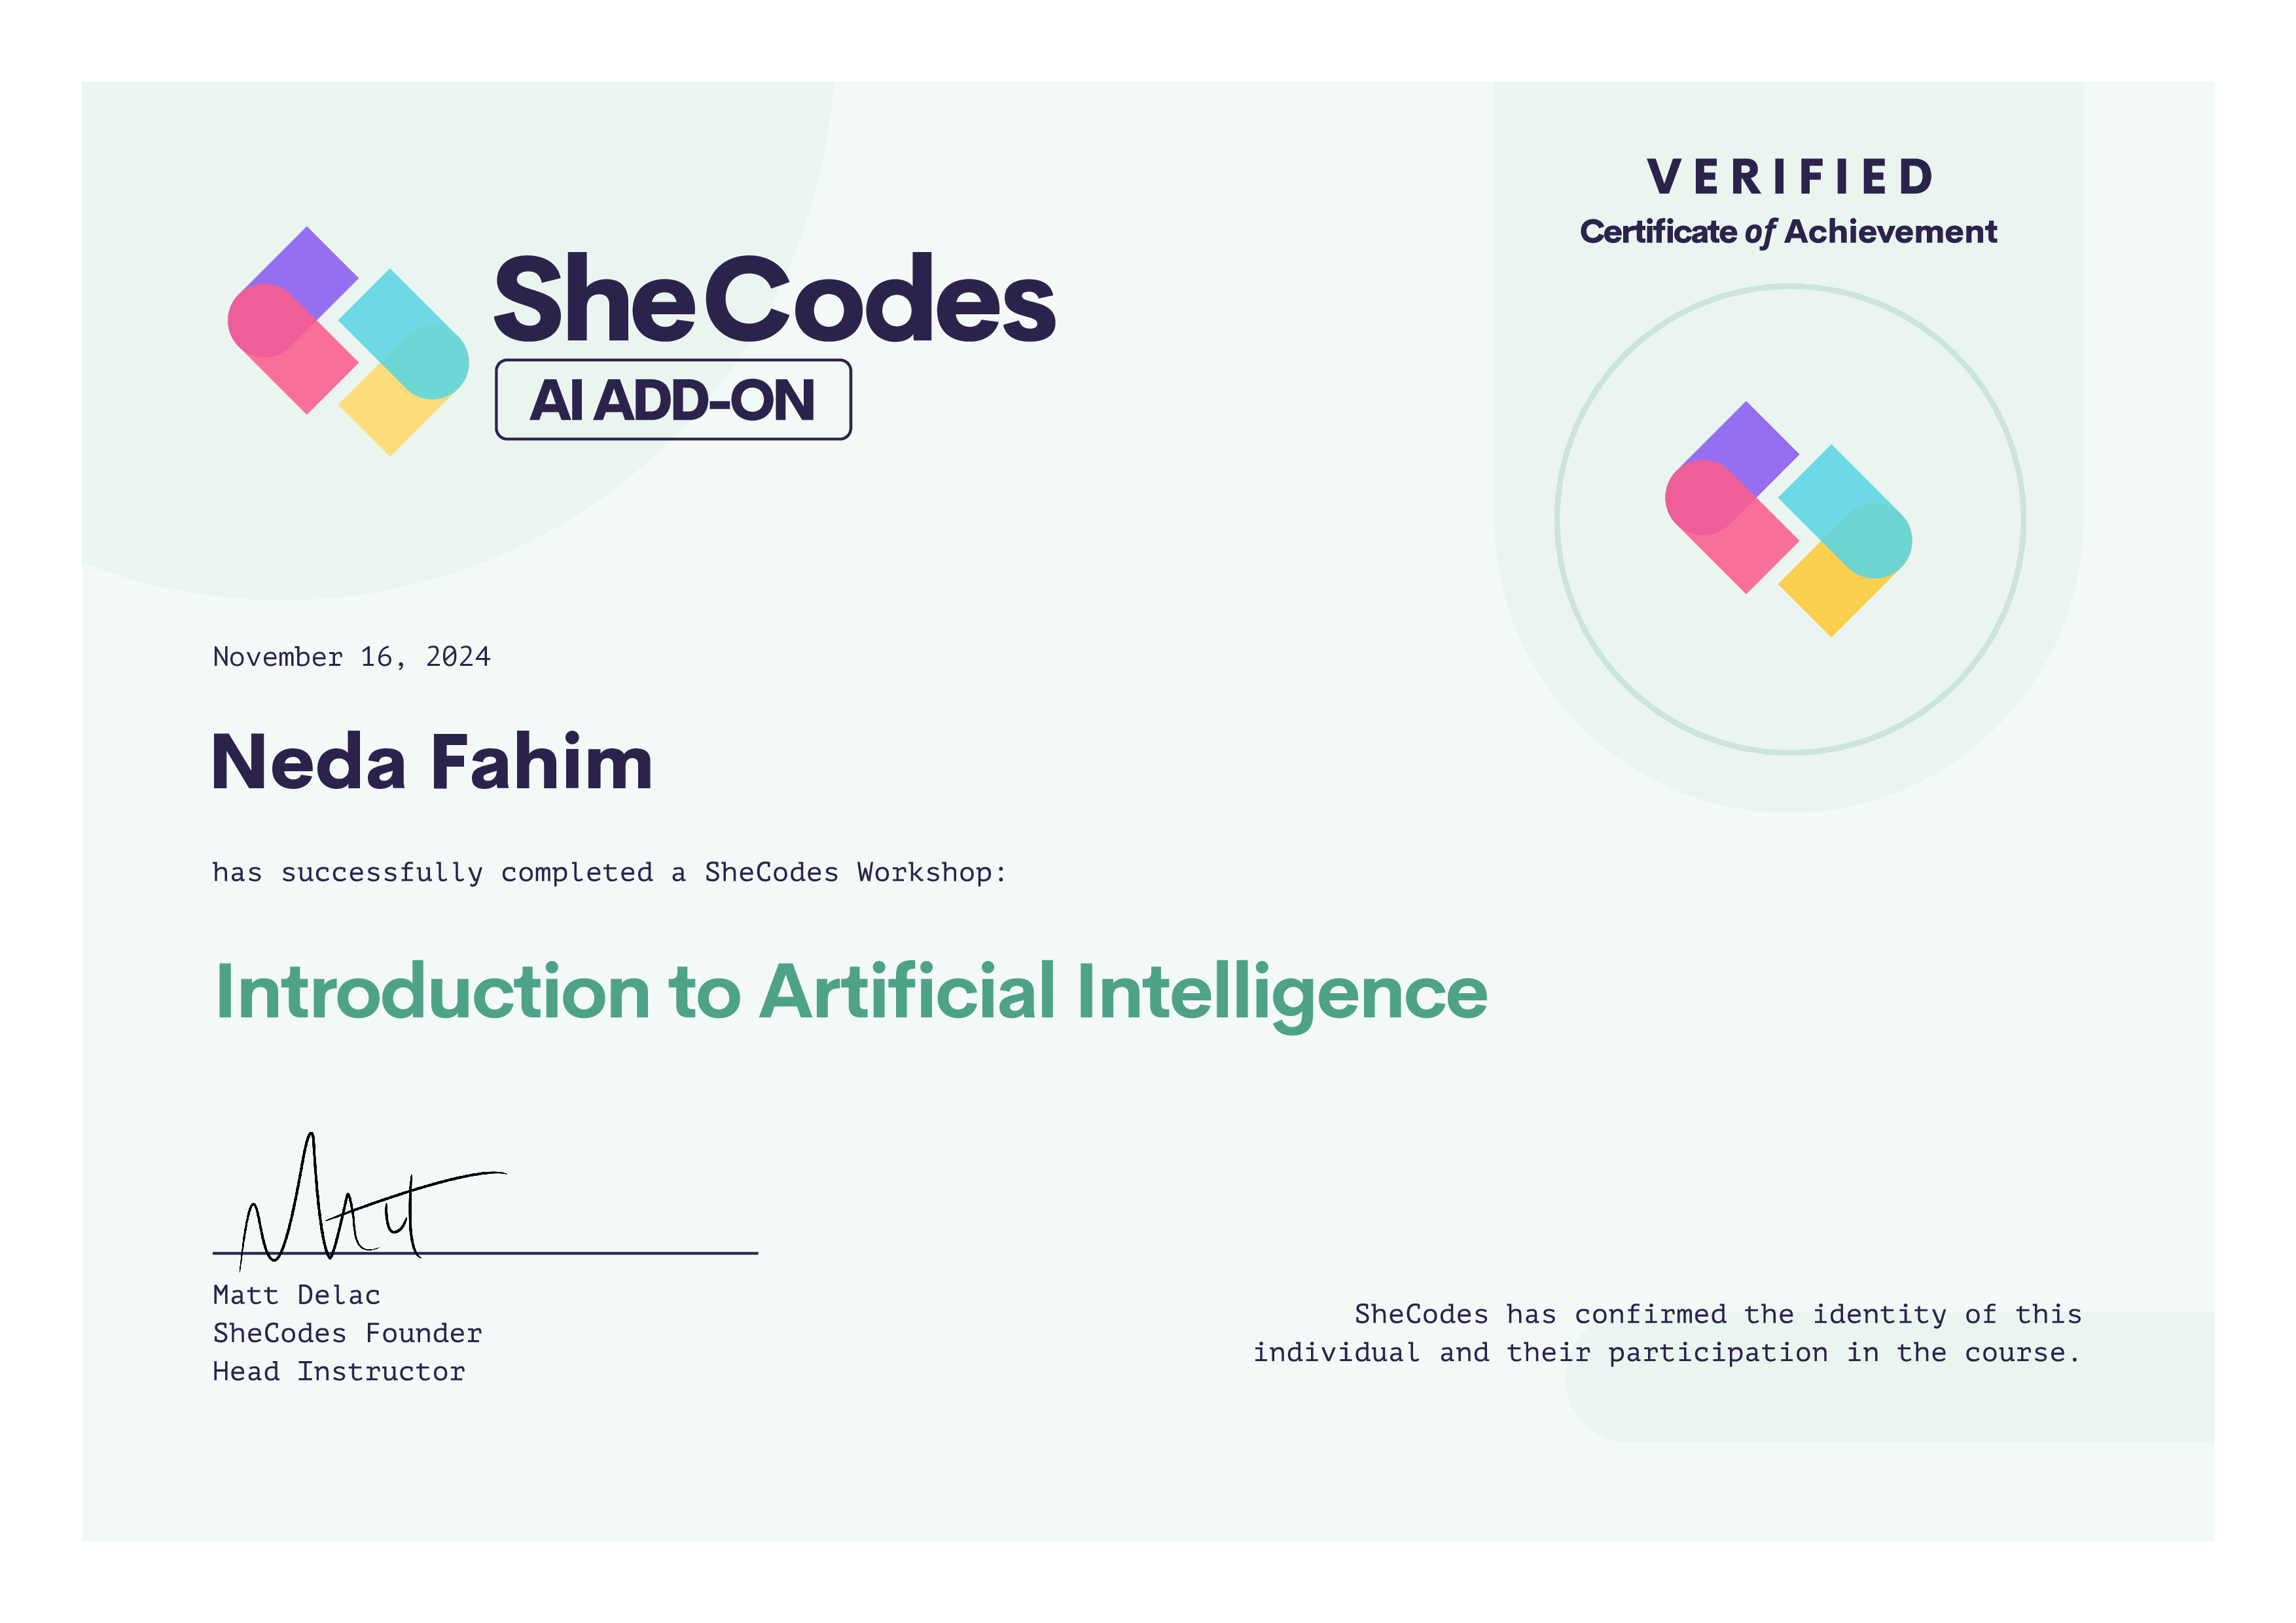 SheCodes
AI ADD-ON
VERIFIED
Certificate of Achievement
November 16, 2024
Neda Fahim
has successfully completed a SheCodes Workshop:
Introduction to Artificial Intelligence
Matt
Matt Delac
SheCodes Founder
Head Instructor
SheCodes has confirmed the identity of this
individual and their participation in the course.